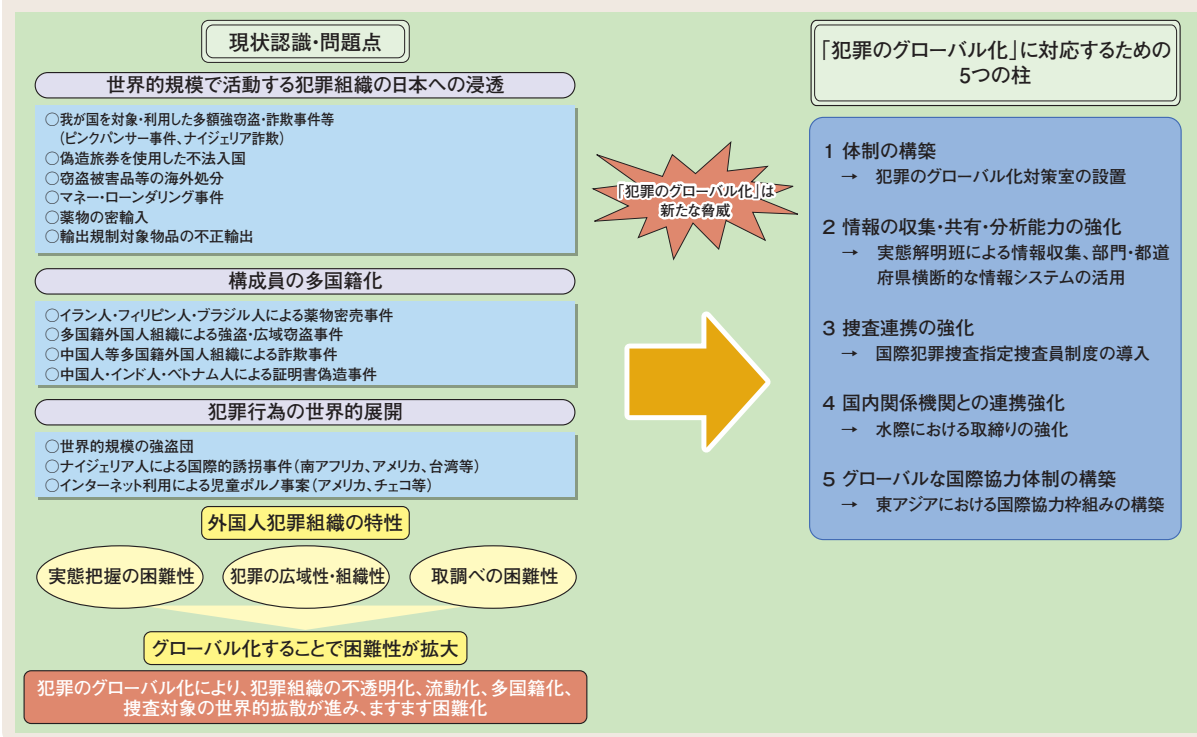 現状認識・問題点
世界的規模で活動する犯罪組織の日本への浸透
○我が国を対象・利用した多額強窃盗・詐欺事件等
(ピンクパンサー事件、ナイジェリア詐欺)
○偽造旅券を使用した不法入国
○窃盗被害品等の海外処分
○マネー・ローンダリング事件
○薬物の密輸入
○輸出規制対象物品の不正輸出
構成員の多国籍化
○イラン人・フィリピン人・ブラジル人による薬物密売事件
○多国籍外国人組織による強盗・広域窃盗事件
○中国人等多国籍外国人組織による詐欺事件
○中国人・インド人・ベトナム人による証明書偽造事件
犯罪行為の世界的展開
○世界的規模の強盗団
○ナイジェリア人による国際的誘拐事件(南アフリカ、アメリカ、台湾等)
○インターネット利用による児童ポルノ事案(アメリカ、チェコ等)
外国人犯罪組織の特性
実態把握の困難性
犯罪の広域性・組織性
取調べの困難性
グローバル化することで困難性が拡大
犯罪のグローバル化により、犯罪組織の不透明化、流動化、多国籍化、
捜査対象の世界的拡散が進み、ますます困難化
「犯罪のグローバル化」は
新たな脅威
「犯罪のグローバル化」に対応するための
5つの柱
1 体制の構築
→ 犯罪のグローバル化対策室の設置
2 情報の収集・共有・分析能力の強化
→ 実態解明班による情報収集、部門・都道
府県横断的な情報システムの活用
3 捜査連携の強化
→ 国際犯罪捜査指定捜査員制度の導入
4 国内関係機関との連携強化
→ 水際における取締りの強化
5 グローバルな国際協力体制の構築
→ 東アジアにおける国際協力枠組みの構築